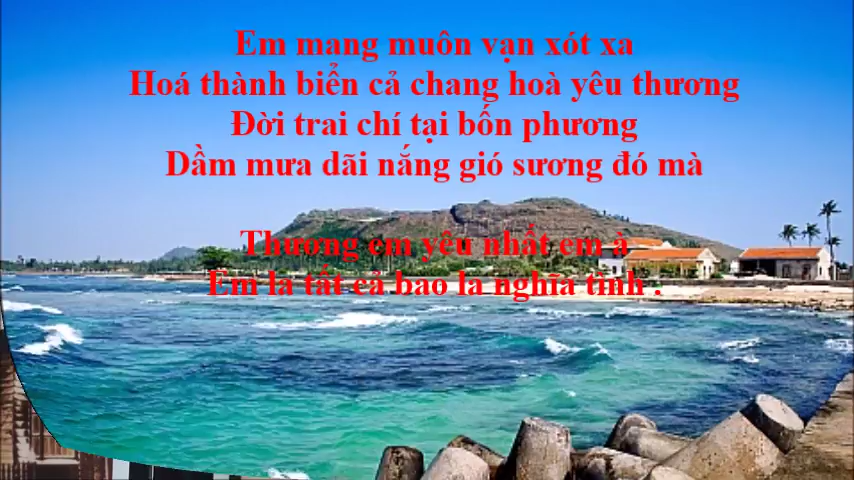 Em mang muôn vạn xót xa
Hoá thành biển cả chang hoà yêu thương
Đời trai chí tại bốn phương
Dầm mưa dãi nắng gió sương đó mà
Thương em yêu nhất em à
Em la tất cả bao la nghĩa tình .